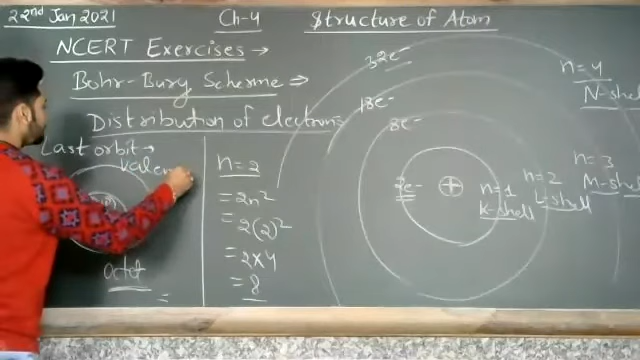 22nd Jan 2021 Ch-4 Structure of Atom
NCERT Exercises →
Bohr-Bury Scheme ⇒
Distribution of electrons
Last orbit →
Valen
Octet
=
n=2
= 2n²
= 2(2)²
= 2×4
= 8
32e-
18e-
8e-
2e-
+
n=1
K-shell
n=2
L-shell
n=3
M-shell
n=4
N-shell